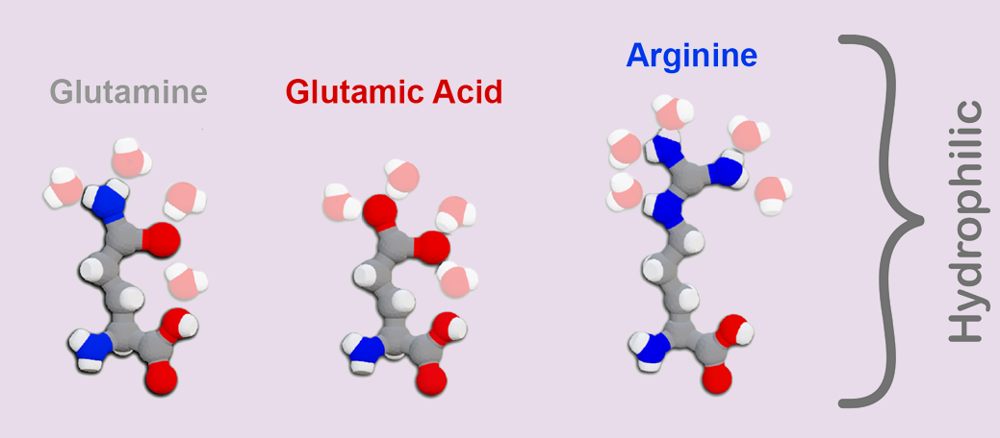 Glutamine
Glutamic Acid
Arginine
Hydrophilic